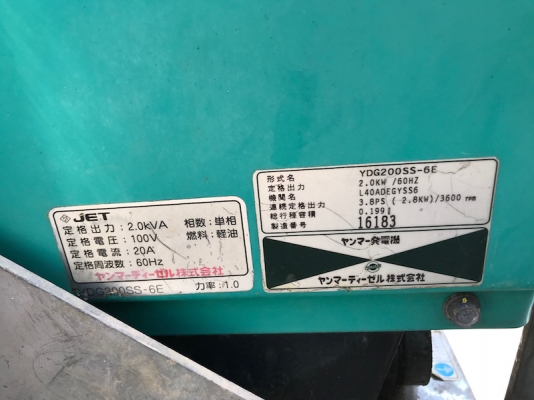 JET
定格出力：2.0kVA 相数：単相
定格電圧：100V 燃料：軽油
定格電流：20A
定格周波数：60Hz
ヤンマーディーゼル株式会社
YDG200SS-6E 力率：1.0
形式名 YDG200SS-6E
定格出力 2.0KW /60HZ
機関名 L40ADEGYSS6
連続定格出力 3.8PS ( 2.8KW)/3600 rpm
総行程容積 0.199l
製造番号 16183
ヤンマー発電機
ヤンマーディーゼル株式会社